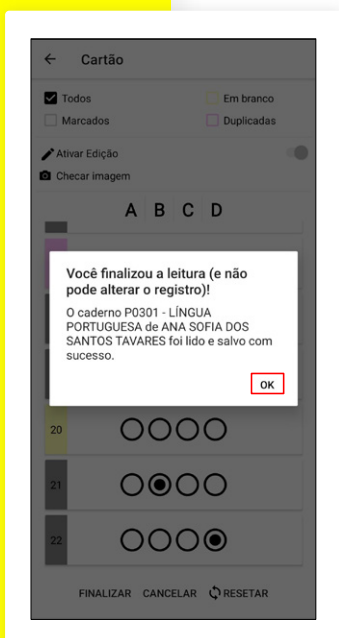 Cartão
Todos
Em branco
Marcados
Duplicadas
Ativar Edição
Checar imagem
A B C D
Você finalizou a leitura (e não
pode alterar o registro)!
O caderno P0301 - LÍNGUA
PORTUGUESA de ANA SOFIA DOS
SANTOS TAVARES foi lido e salvo com
sucesso.
OK
20
21
22
FINALIZAR CANCELAR RESETAR